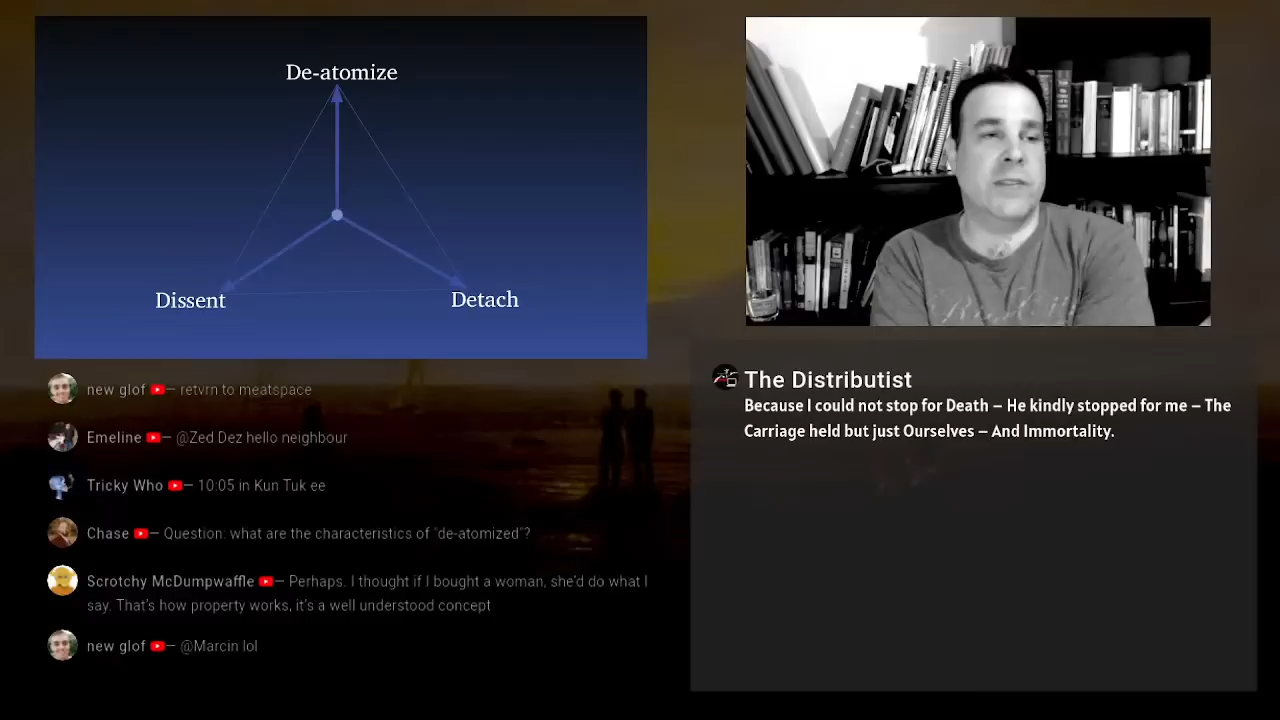 De-atomize
Dissent
Detach
new glof — retvrn to meatspace
Emeline — @Zed Dez hello neighbour
Tricky Who — 10:05 in Kun Tuk ee
Chase — Question: what are the characteristics of "de-atomized"?
Scrotchy McDumpwaffle — Perhaps. I thought if I bought a woman, she'd do what I
say. That's how property works, it's a well understood concept
new glof — @Marcin lol
The Distributist
Because I could not stop for Death – He kindly stopped for me – The
Carriage held but just Ourselves – And Immortality.